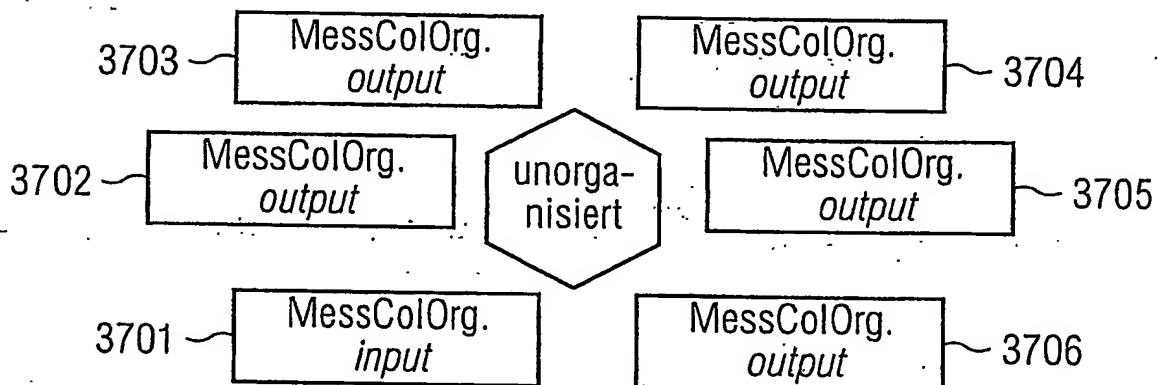 3703
MessColOrg.
output
MessColOrg.
output
3704
3702
MessColOrg.
output
unorga-
nisiert
MessColOrg.
output
3705
3701
MessColOrg.
input
MessColOrg.
output
3706